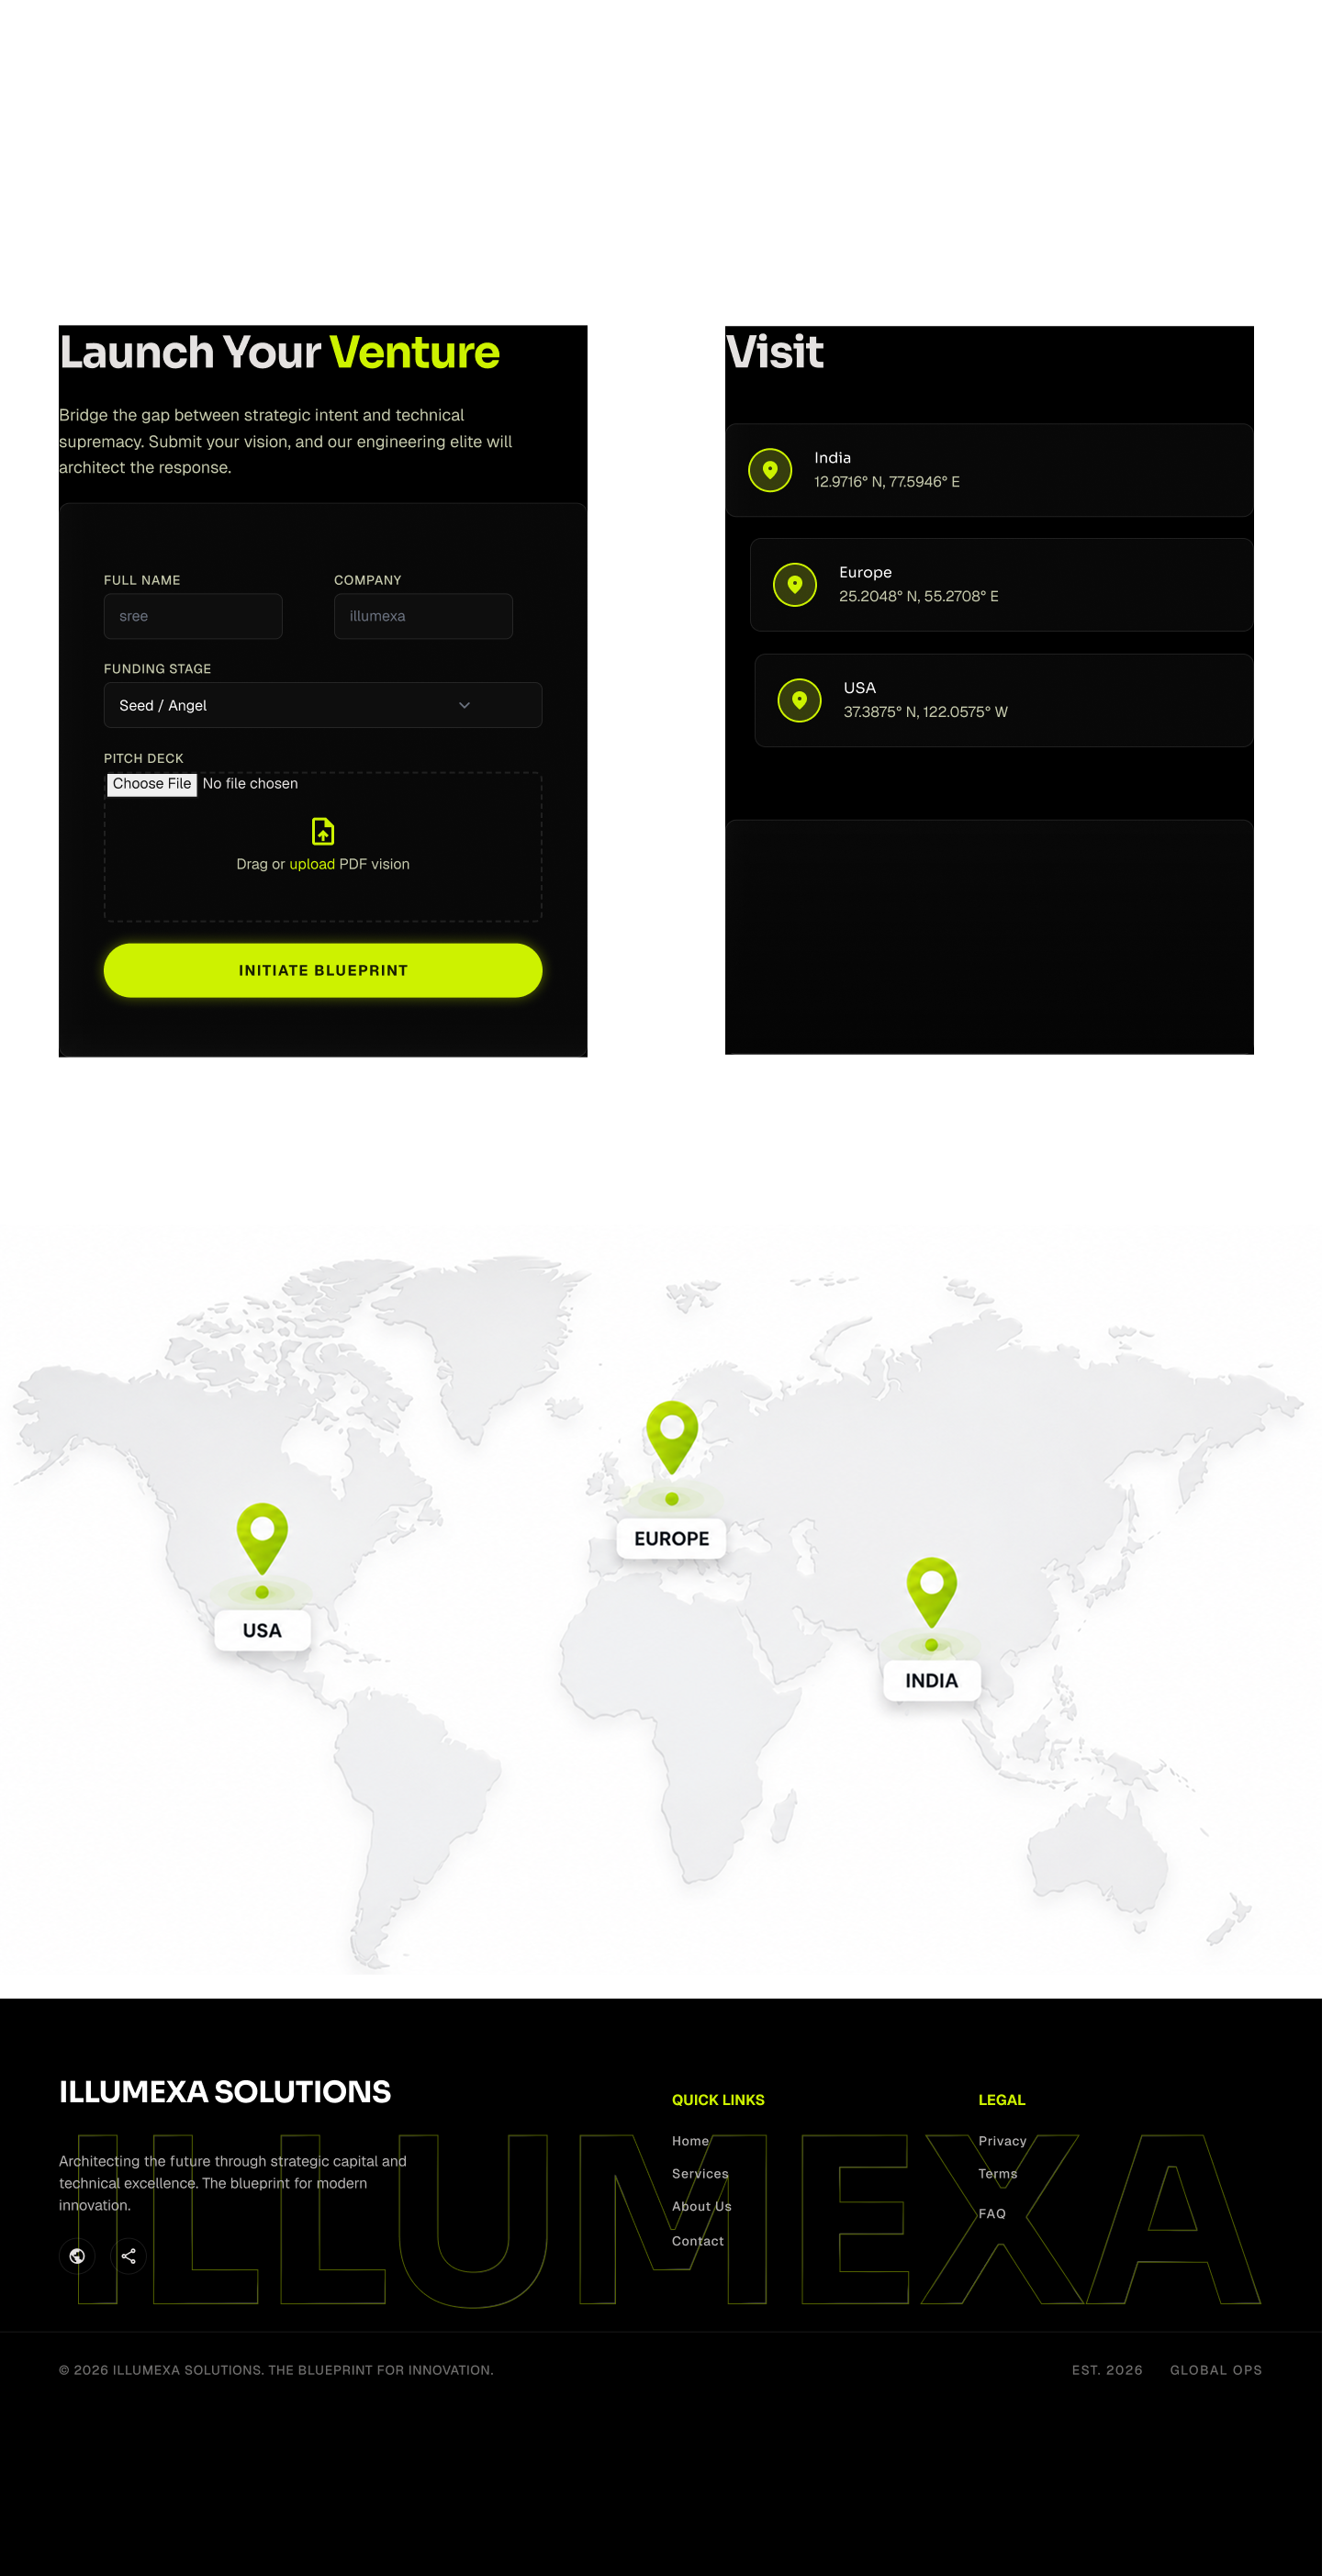 Launch Your Venture
Bridge the gap between strategic intent and technical
supremacy. Submit your vision, and our engineering elite will
architect the response.
FULL NAME
COMPANY
sree
illumexa
FUNDING STAGE
Seed / Angel
PITCH DECK
Choose File No file chosen
Drag or upload PDF vision
INITIATE BLUEPRINT
Visit
India
12.9716° N, 77.5946° E
Europe
25.2048° N, 55.2708° E
USA
37.3875° N, 122.0575° W
EUROPE
USA
INDIA
ILLUMEXA SOLUTIONS
Architecting the future through strategic capital and
technical excellence. The blueprint for modern
innovation.
QUICK LINKS
Home
Services
About Us
Contact
LEGAL
Privacy
Terms
FAQ
ILLUMEXA
© 2026 ILLUMEXA SOLUTIONS. THE BLUEPRINT FOR INNOVATION.
EST. 2026
GLOBAL OPS